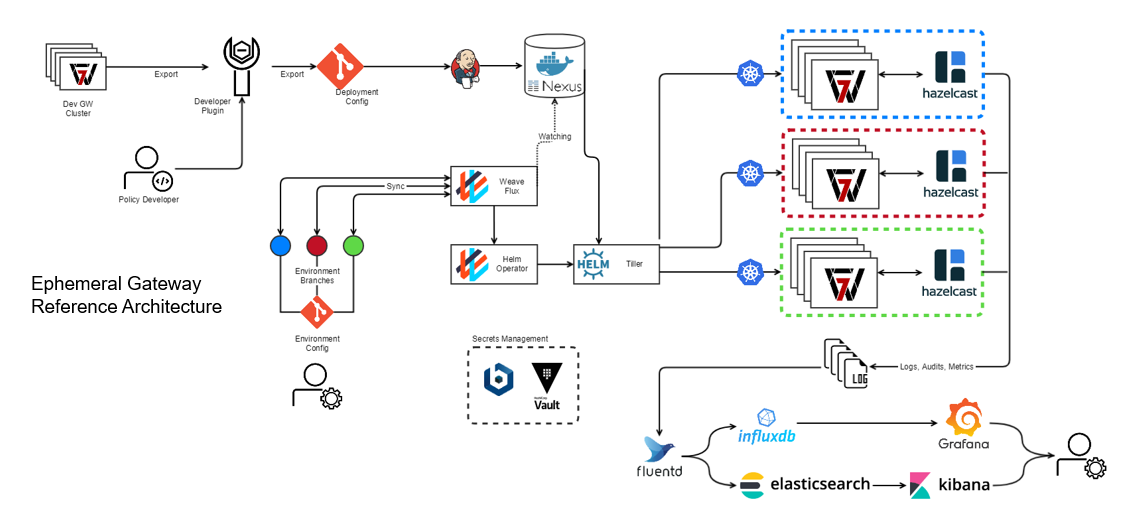 Dev GW
Cluster
Export
Developer
Plugin
Export
Deployment
Config
Nexus
Policy Developer
Watching
Sync
Weave
Flux
Environment
Branches
Helm
Operator
HELM
Tiller
Environment
Config
Ephemeral Gateway
Reference Architecture
Secrets Management
Vault
hazelcast
hazelcast
hazelcast
LOG
Logs, Audits, Metrics
fluentd
influxdb
Grafana
elasticsearch
kibana